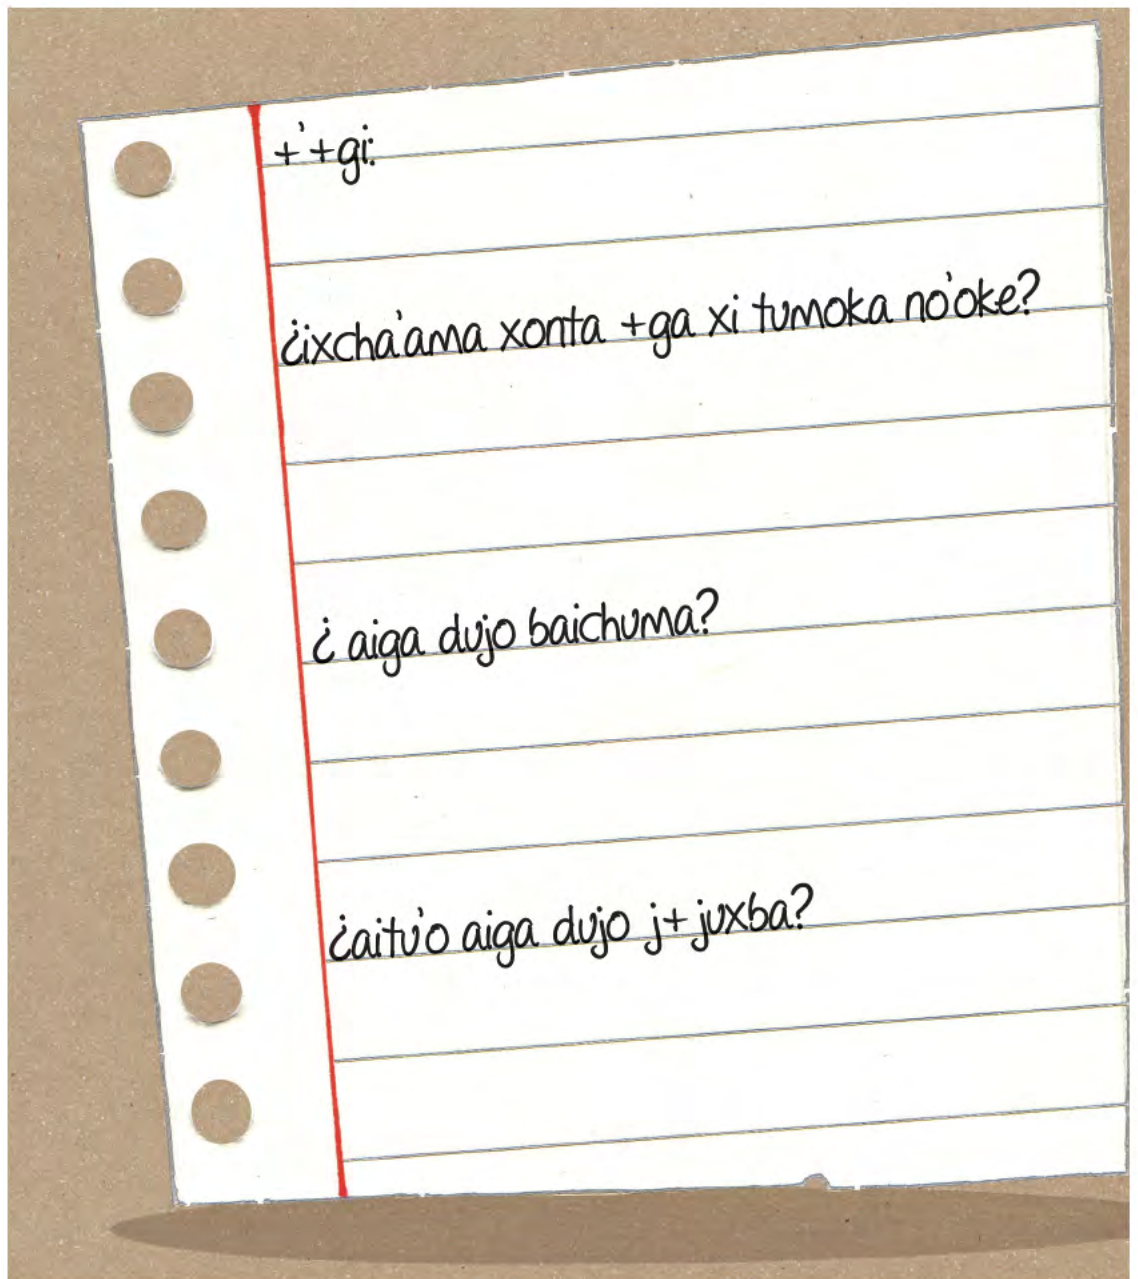 +'+gi:
¿ixcha'ama xonta +ga xi tumoka no'oke?
¿ aiga dujo baichuma?
¿aitu'o aiga dujo j+ juxba?